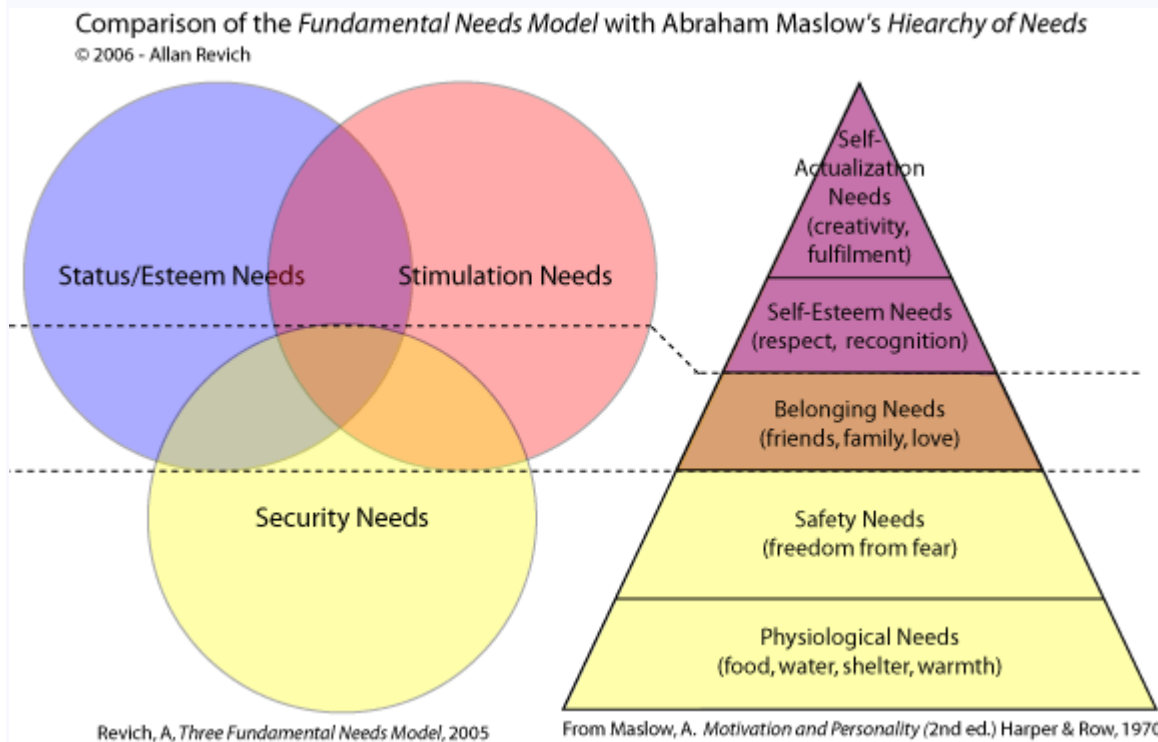 Comparison of the Fundamental Needs Model with Abraham Maslow's Hiearchy of Needs
© 2006 - Allan Revich
Status/Esteem Needs
Stimulation Needs
Security Needs
Self-
Actualization
Needs
(creativity,
fulfilment)
Self-Esteem Needs
(respect, recognition)
Belonging Needs
(friends, family, love)
Safety Needs
(freedom from fear)
Physiological Needs
(food, water, shelter, warmth)
Revich, A, Three Fundamental Needs Model, 2005
From Maslow, A. Motivation and Personality (2nd ed.) Harper & Row, 1970